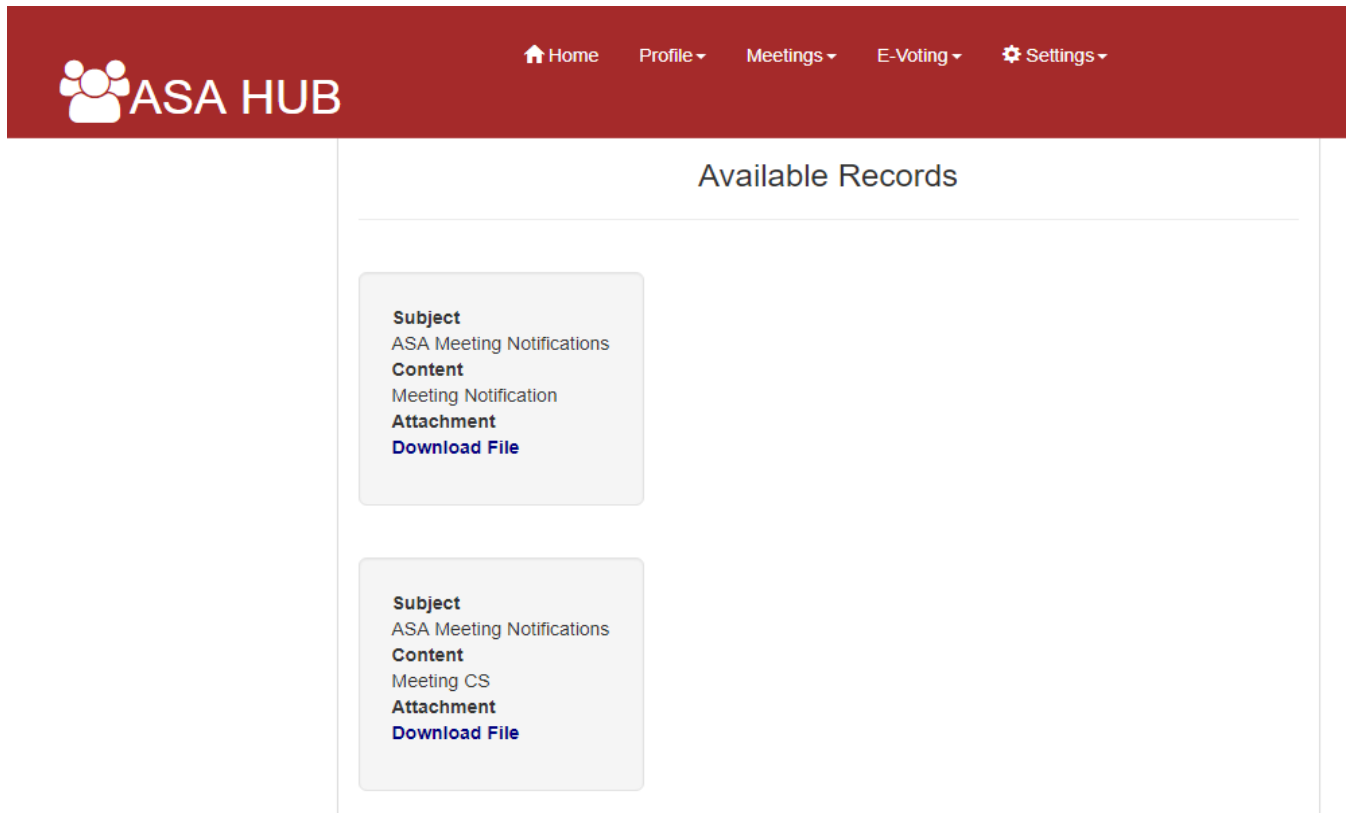 Home Profile Meetings E-Voting Settings
ASA HUB
Available Records
Subject
ASA Meeting Notifications
Content
Meeting Notification
Attachment
Download File
Subject
ASA Meeting Notifications
Content
Meeting CS
Attachment
Download File